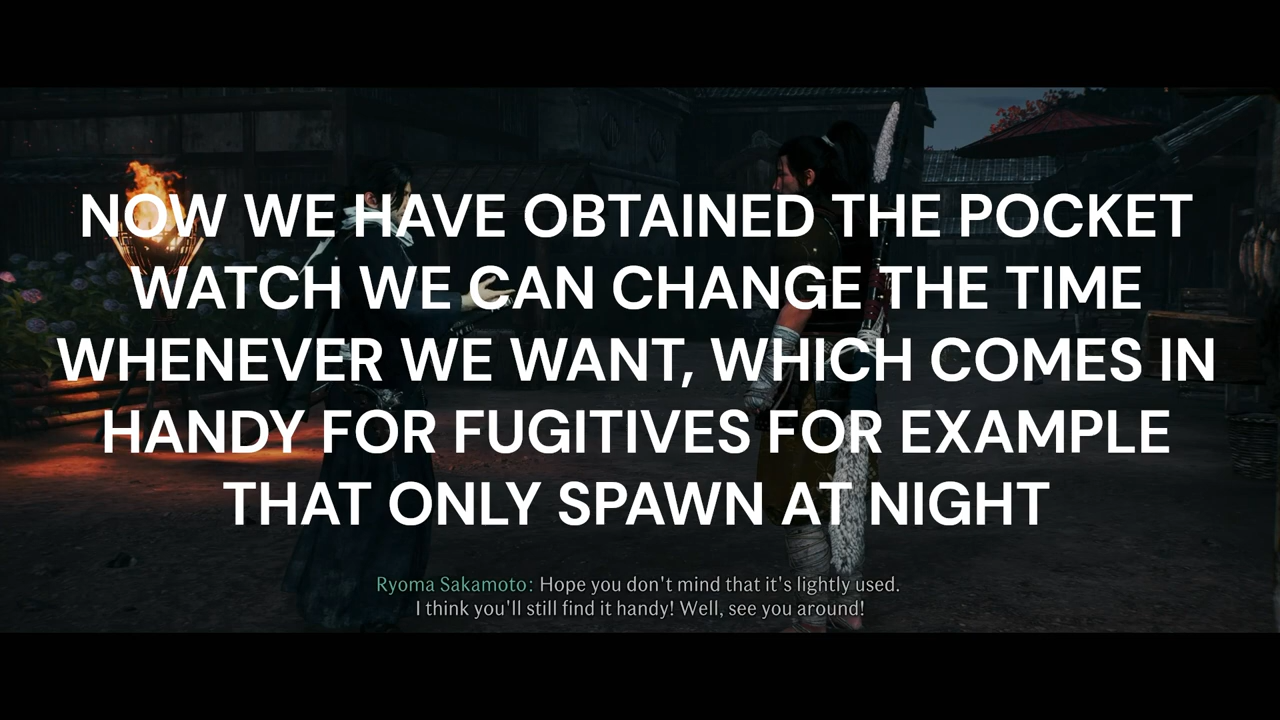 NOW WE HAVE OBTAINED THE POCKET
WATCH WE CAN CHANGE THE TIME
WHENEVER WE WANT, WHICH COMES IN
HANDY FOR FUGITIVES FOR EXAMPLE
THAT ONLY SPAWN AT NIGHT
Ryoma Sakamoto: Hope you don't mind that it's lightly used.
I think you'll still find it handy! Well, see you around!